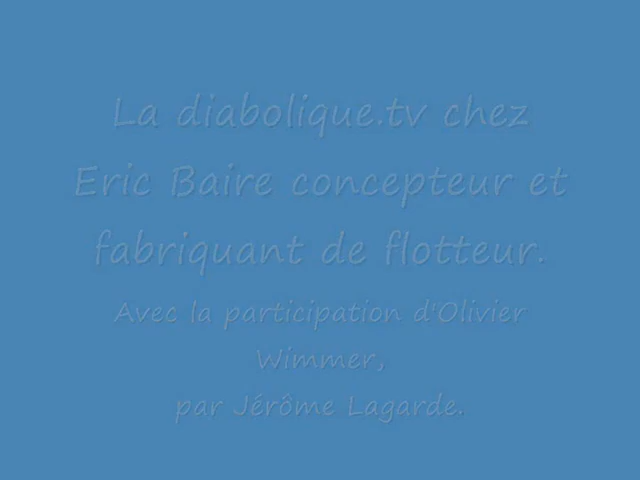 La diabolique.tv chez
Eric Baire concepteur et
fabriquant de flotteur.
Avec la participation d'Olivier
Wimmer,
par Jérôme Lagarde.